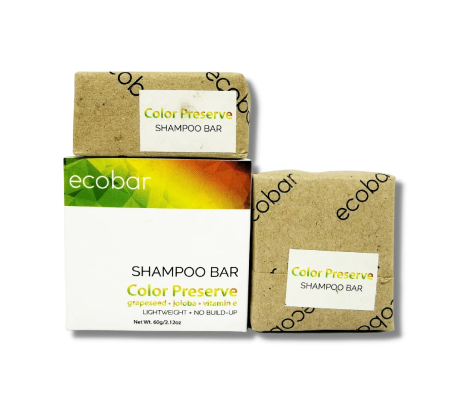 ecobar
Color Preserve
SHAMPOO BAR
ecobar
SHAMPOO BAR
Color Preserve
grapeseed • jojoba • vitamin e
LIGHTWEIGHT • NO BUILD-UP
Net Wt. 60g/2.12oz
ecobar
ecobar
Color Preserve
SHAMPOO BAR
ecobar